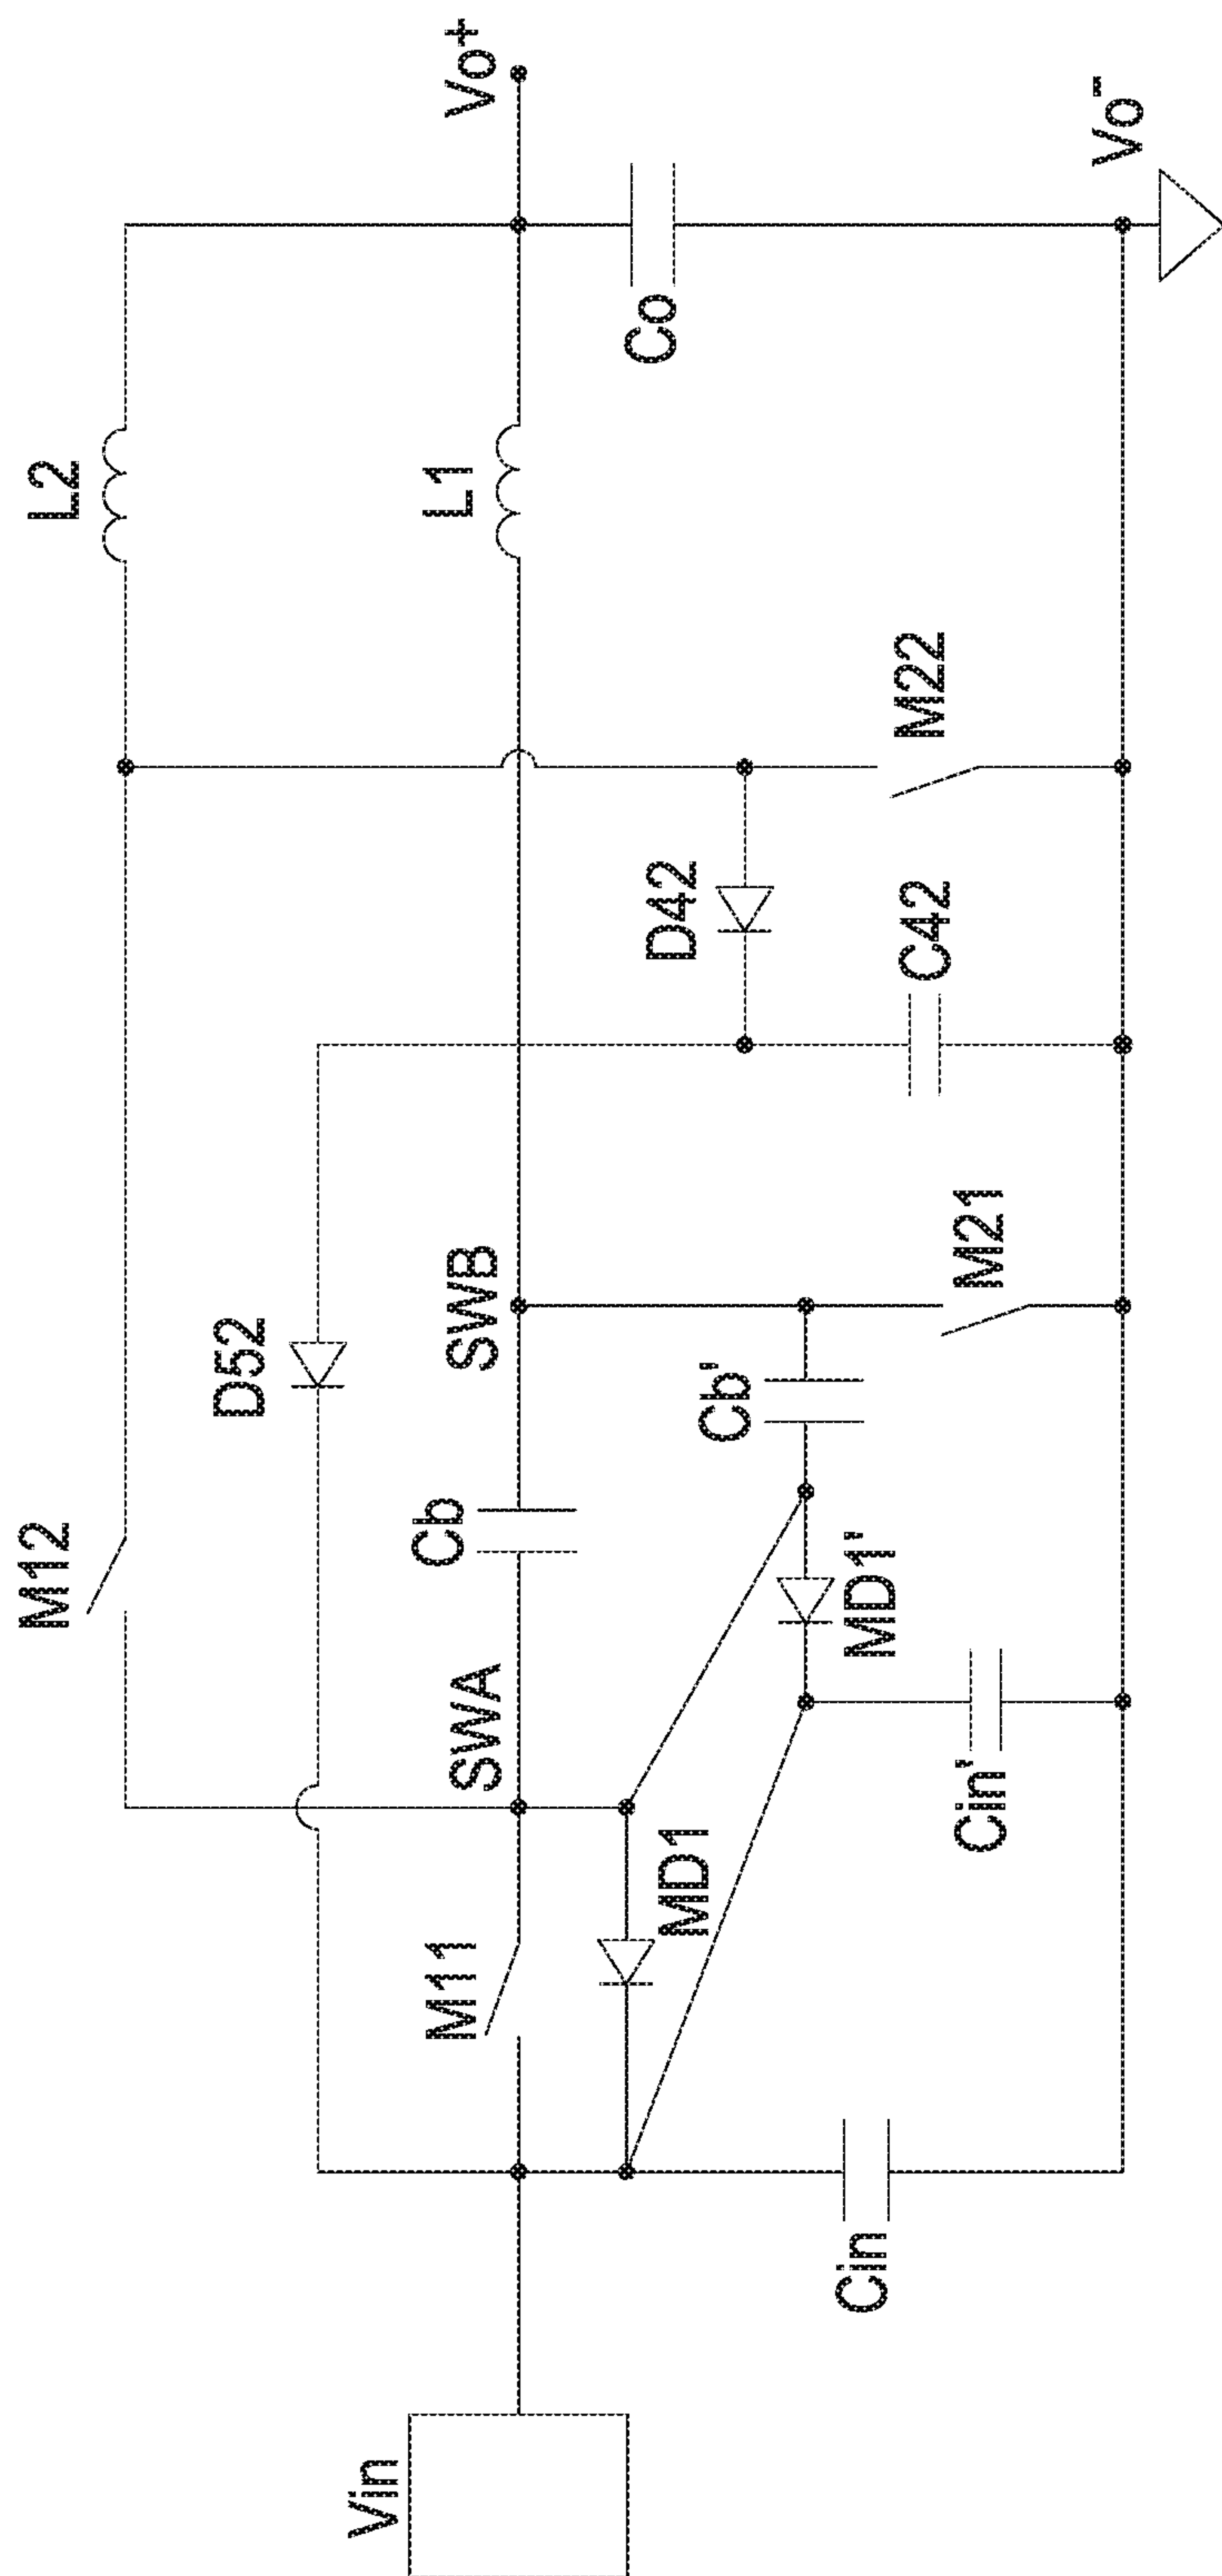 Vin
Cin
M11
MD1
SWA
Cin'
MD1'
M12
Cb
Cb'
D52
SWB
M21
C42
D42
M22
L2
L1
Co
Vo+
Vo-